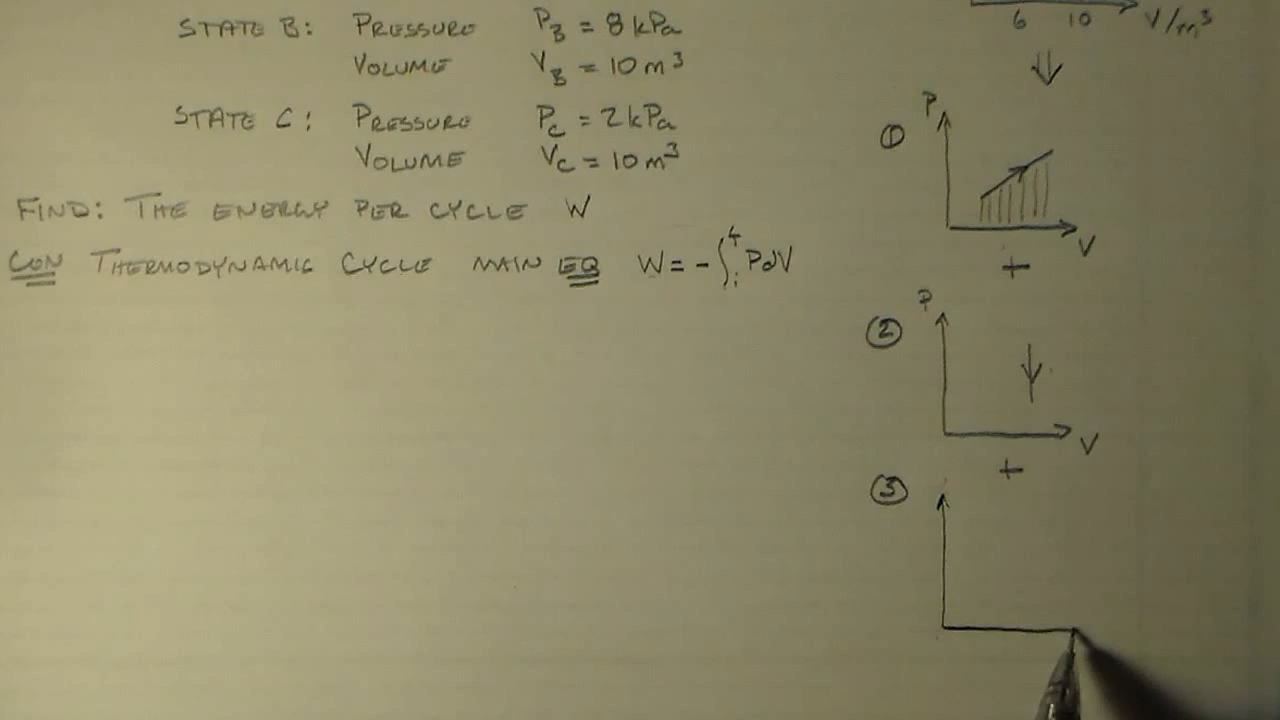 STATE B: PRESSURE P_B = 8 kPa
VOLUME V_B = 10 m³
STATE C: PRESSURE P_C = 2 kPa
VOLUME V_C = 10 m³
FIND: THE ENERGY PER CYCLE W
CON THERMODYNAMIC CYCLE MAIN EQ W = -∫ᵢᶠ PdV
6 10 V/m³
⇓
① P
V
+
② P
V
+
③